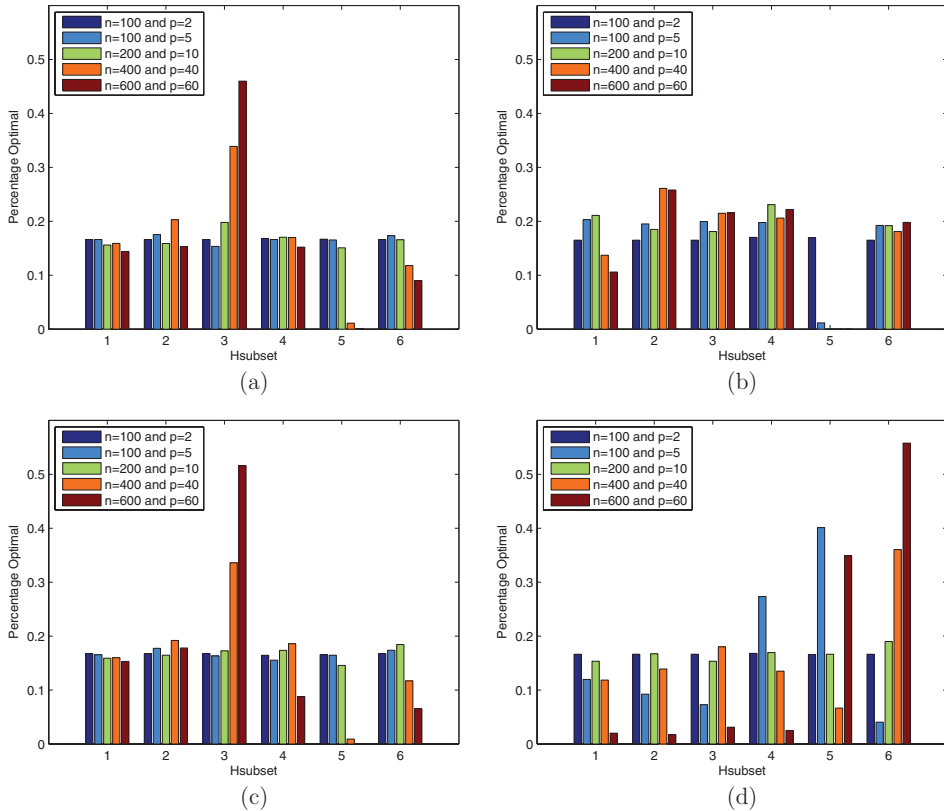 n=100 and p=2
n=100 and p=5
n=200 and p=10
n=400 and p=40
n=600 and p=60
0.5
0.4
0.3
0.2
0.1
0
Percentage Optimal
1 2 3 4 5 6
Hsubset
(a)
n=100 and p=2
n=100 and p=5
n=200 and p=10
n=400 and p=40
n=600 and p=60
0.5
0.4
0.3
0.2
0.1
0
Percentage Optimal
1 2 3 4 5 6
Hsubset
(b)
n=100 and p=2
n=100 and p=5
n=200 and p=10
n=400 and p=40
n=600 and p=60
0.5
0.4
0.3
0.2
0.1
0
Percentage Optimal
1 2 3 4 5 6
Hsubset
(c)
n=100 and p=2
n=100 and p=5
n=200 and p=10
n=400 and p=40
n=600 and p=60
0.5
0.4
0.3
0.2
0.1
0
Percentage Optimal
1 2 3 4 5 6
Hsubset
(d)